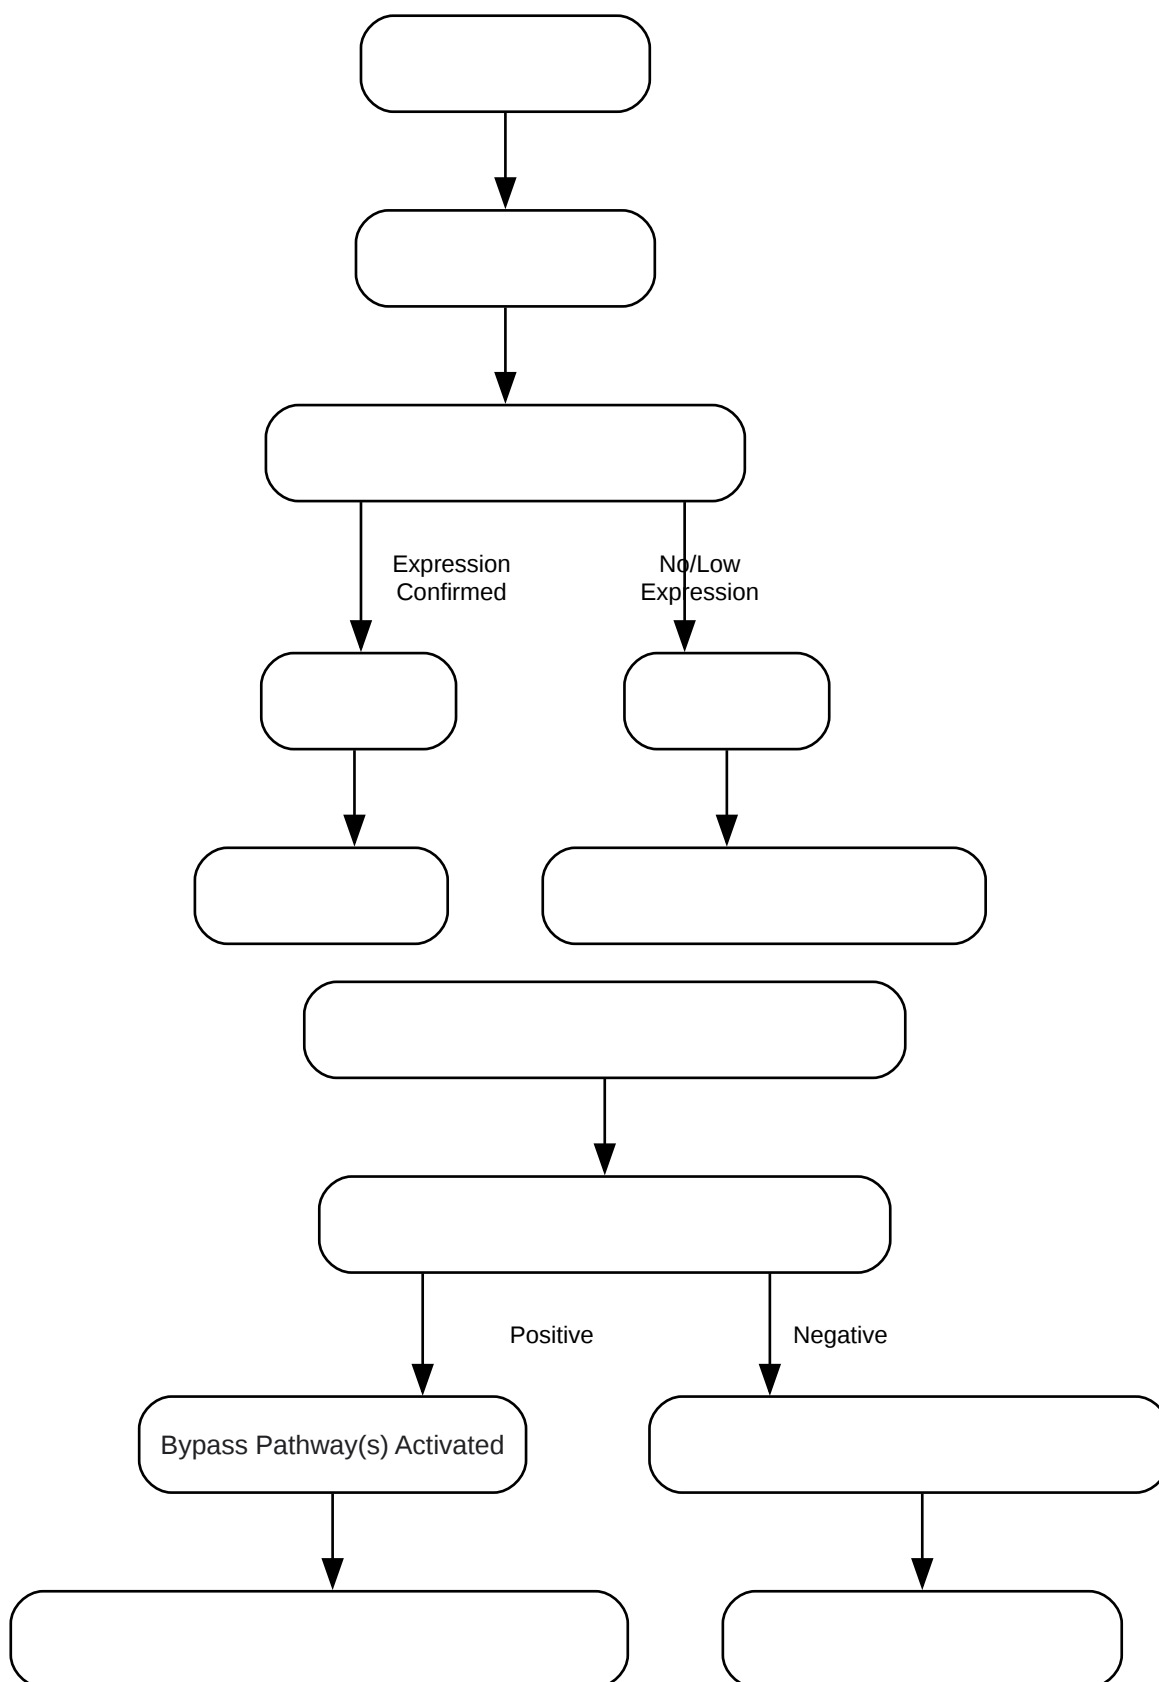 Expression
Confirmed
No/Low
Expression
Positive
Negative
Bypass Pathway(s) Activated